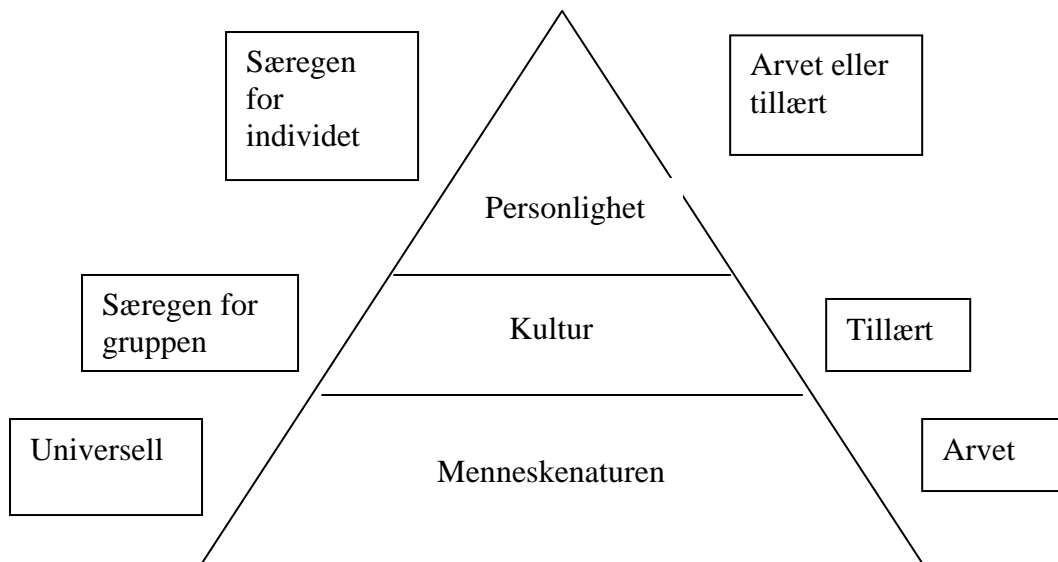 Særegen
for
individet
Arvet eller
tillært
Personlighet
Særegen for
gruppen
Kultur
Tillært
Universell
Menneskenaturen
Arvet